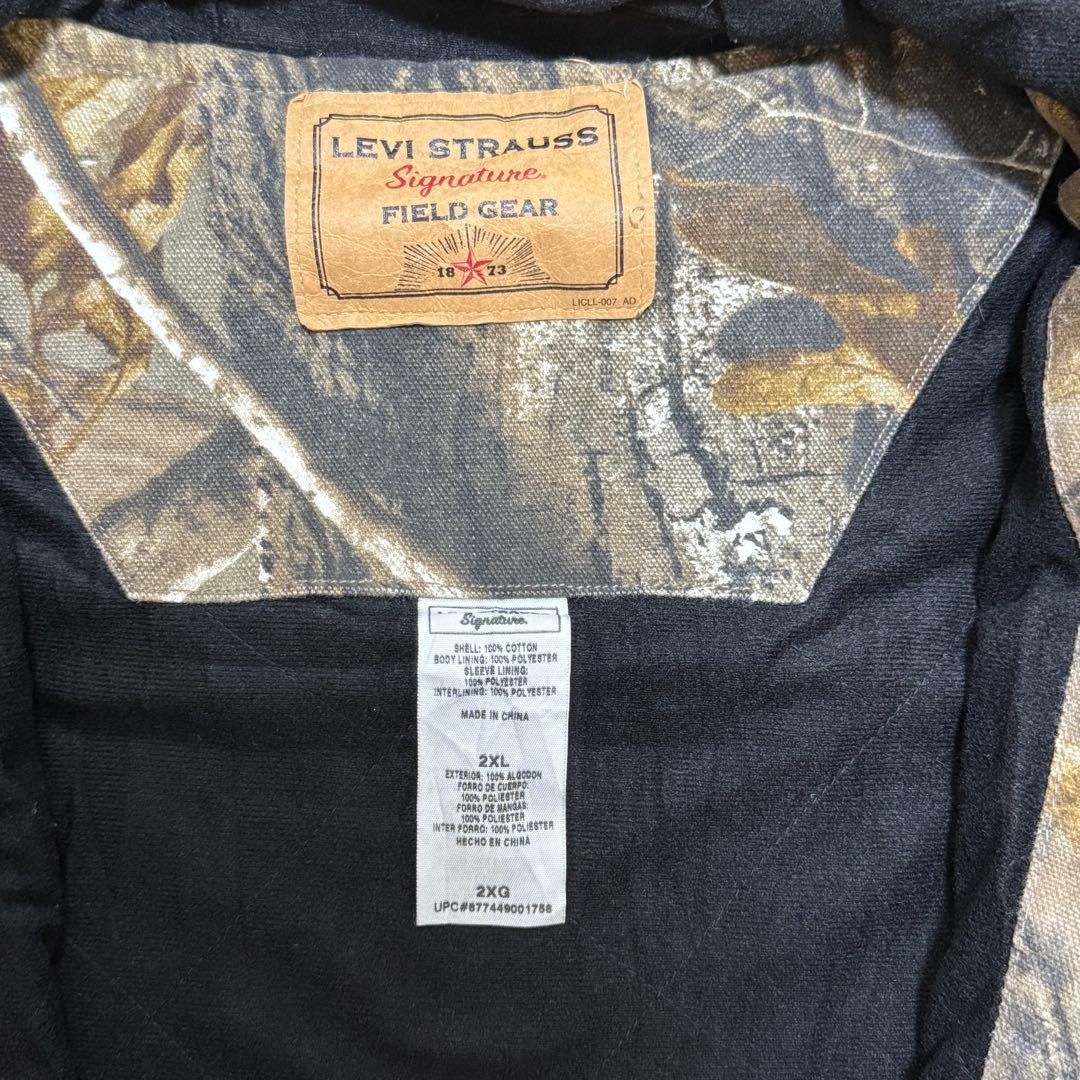 LEVI STRAUSS
Signature.
FIELD GEAR
18 73
LICLL-007 AD
Signature.
SHELL: 100% COTTON
BODY LINING: 100% POLYESTER
SLEEVE LINING:
100% POLYESTER
INTERLINING: 100% POLYESTER
MADE IN CHINA
2XL
EXTERIOR: 100% ALGODON
FORRO DE CUERPO:
100% POLIESTER
FORRO DE MANGAS:
100% POLIESTER
INTER FORRO: 100% POLIÉSTER
HECHO EN CHINA
2XG
UPC#677449001758